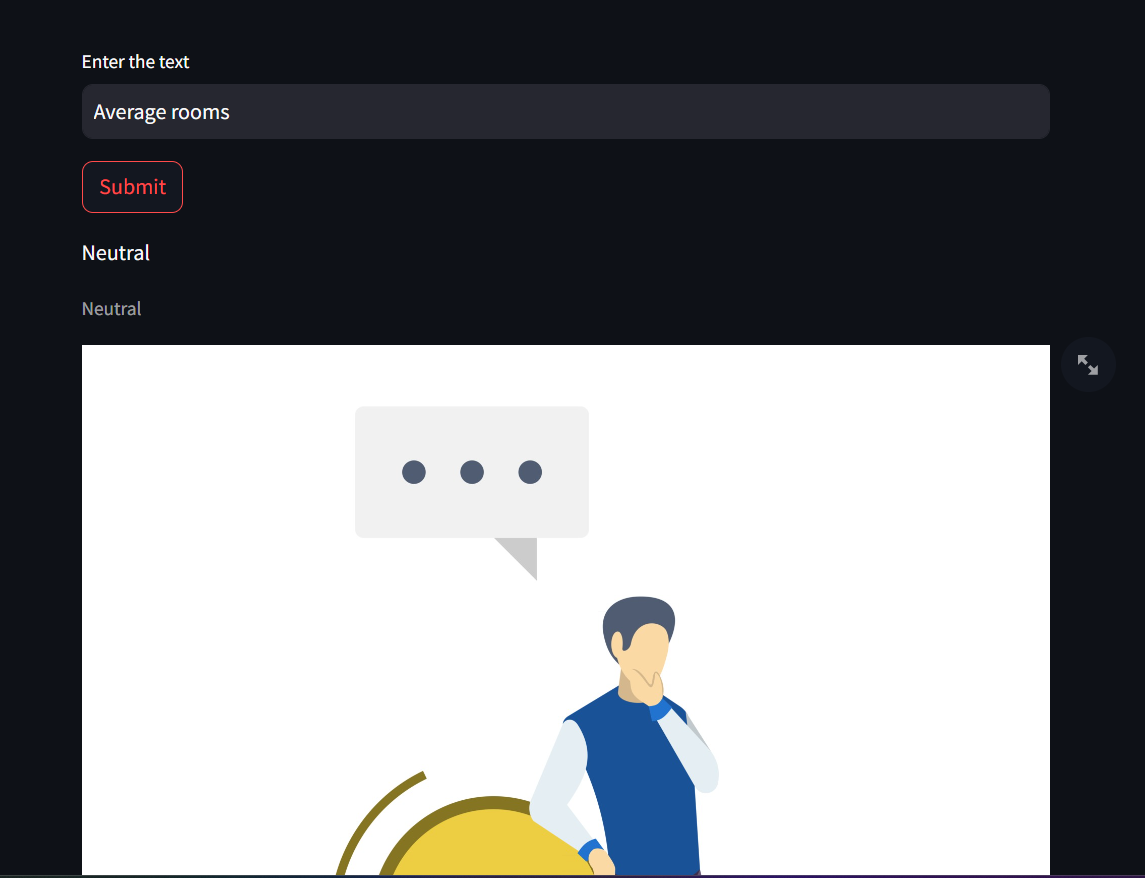 Enter the text
Average rooms
Submit
Neutral
Neutral